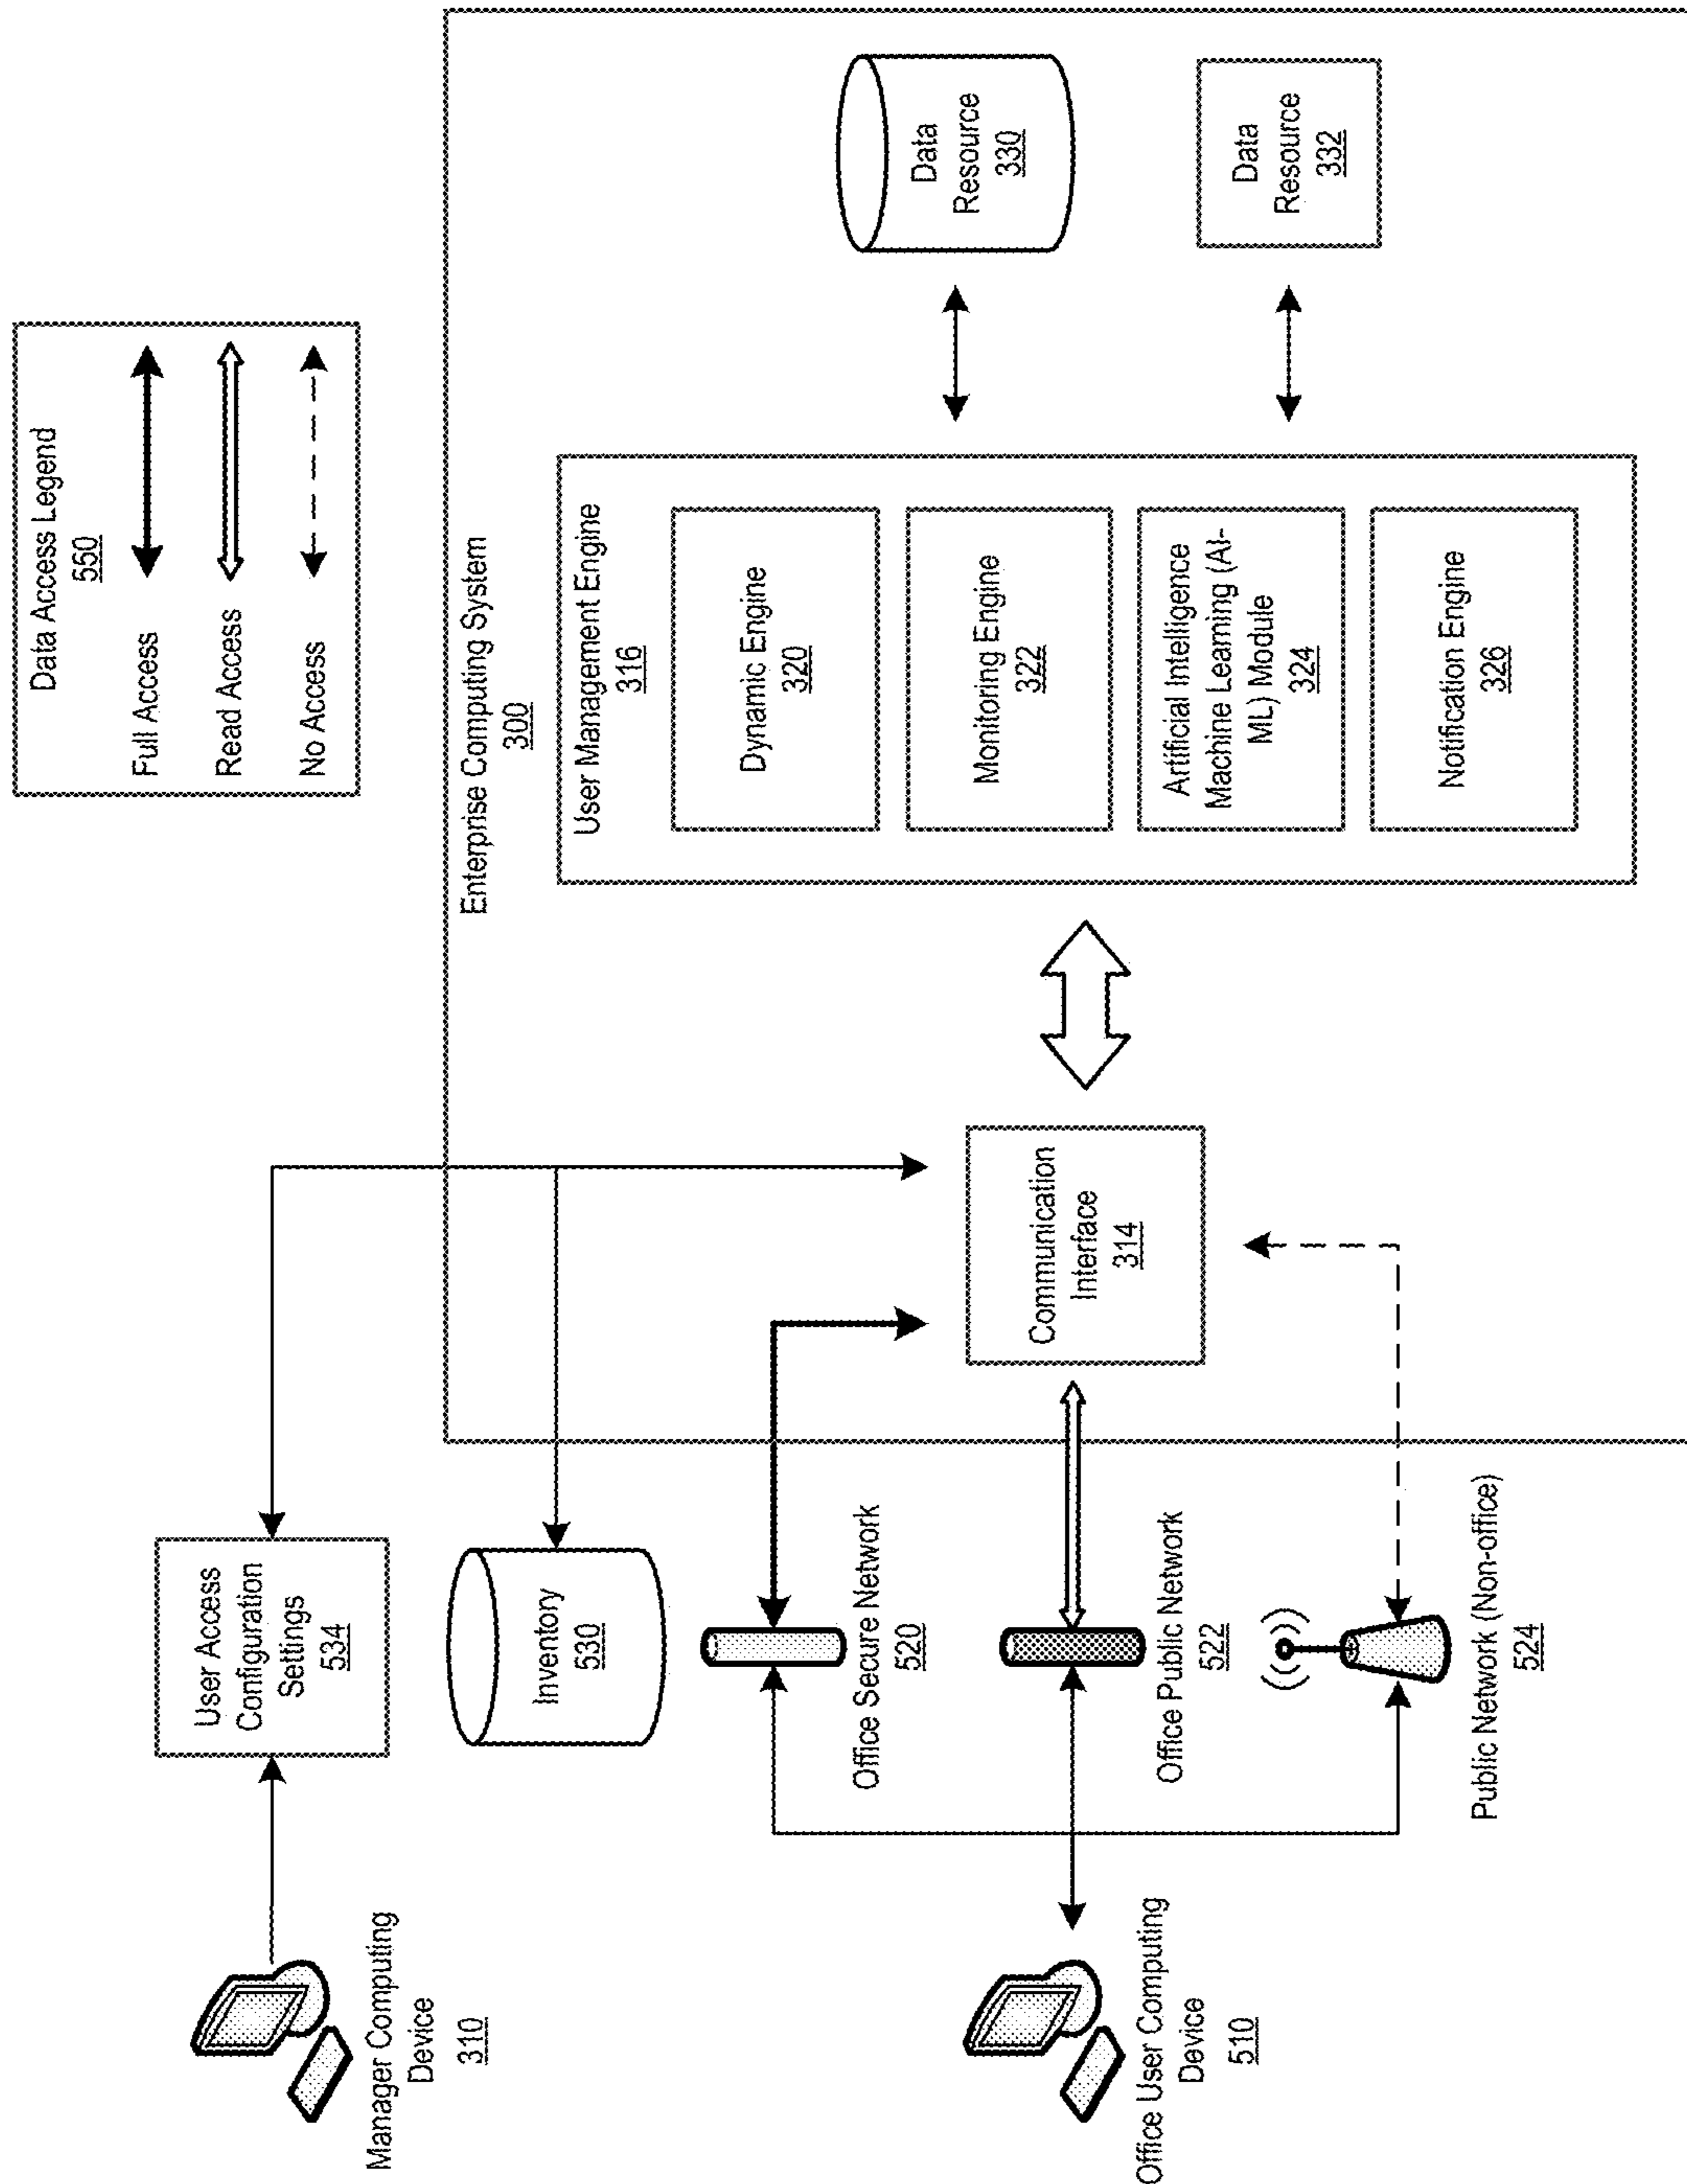 Data Access Legend
550
Full Access
Read Access
No Access
Manager Computing
Device
310
User Access
Configuration
Settings
534
Inventory
530
Office Secure Network
520
Office User Computing
Device
510
Office Public Network
522
Public Network (Non-office)
524
Enterprise Computing System
300
Communication
Interface
314
User Management Engine
316
Dynamic Engine
320
Monitoring Engine
322
Artificial Intelligence
Machine Learning (AI-
ML) Module
324
Notification Engine
326
Data
Resource
330
Data
Resource
332